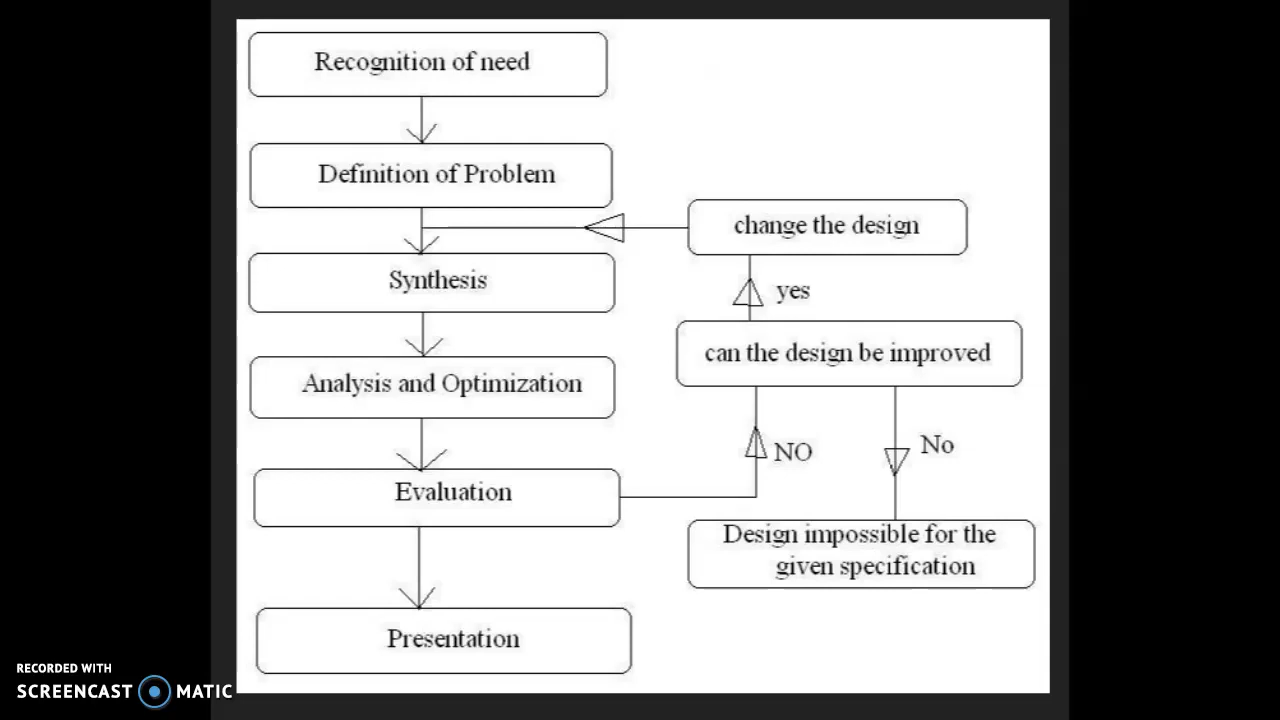 Recognition of need
Definition of Problem
change the design
Synthesis
yes
can the design be improved
Analysis and Optimization
NO
No
Evaluation
Design impossible for the
given specification
Presentation
RECORDED WITH
SCREENCAST MATIC